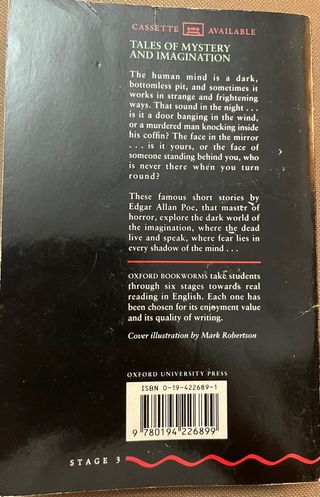 CASSETTE AVAILABLE
TALES OF MYSTERY
AND IMAGINATION
The human mind is a dark,
bottomless pit, and sometimes it
works in strange and frightening
ways. That sound in the night . . .
is it a door banging in the wind,
or a murdered man knocking inside
his coffin? The face in the mirror
. . . is it yours, or the face of
someone standing behind you, who
is never there when you turn
round?
These famous short stories by
Edgar Allan Poe, that master of
horror, explore the dark world of
the imagination, where the dead
live and speak, where fear lies in
every shadow of the mind . . .
OXFORD BOOKWORMS take students
through six stages towards real
reading in English. Each one has
been chosen for its enjoyment value
and its quality of writing.
Cover illustration by Mark Robertson
OXFORD UNIVERSITY PRESS
ISBN 0-19-422689-1
9 780194 226899
STAGE 3